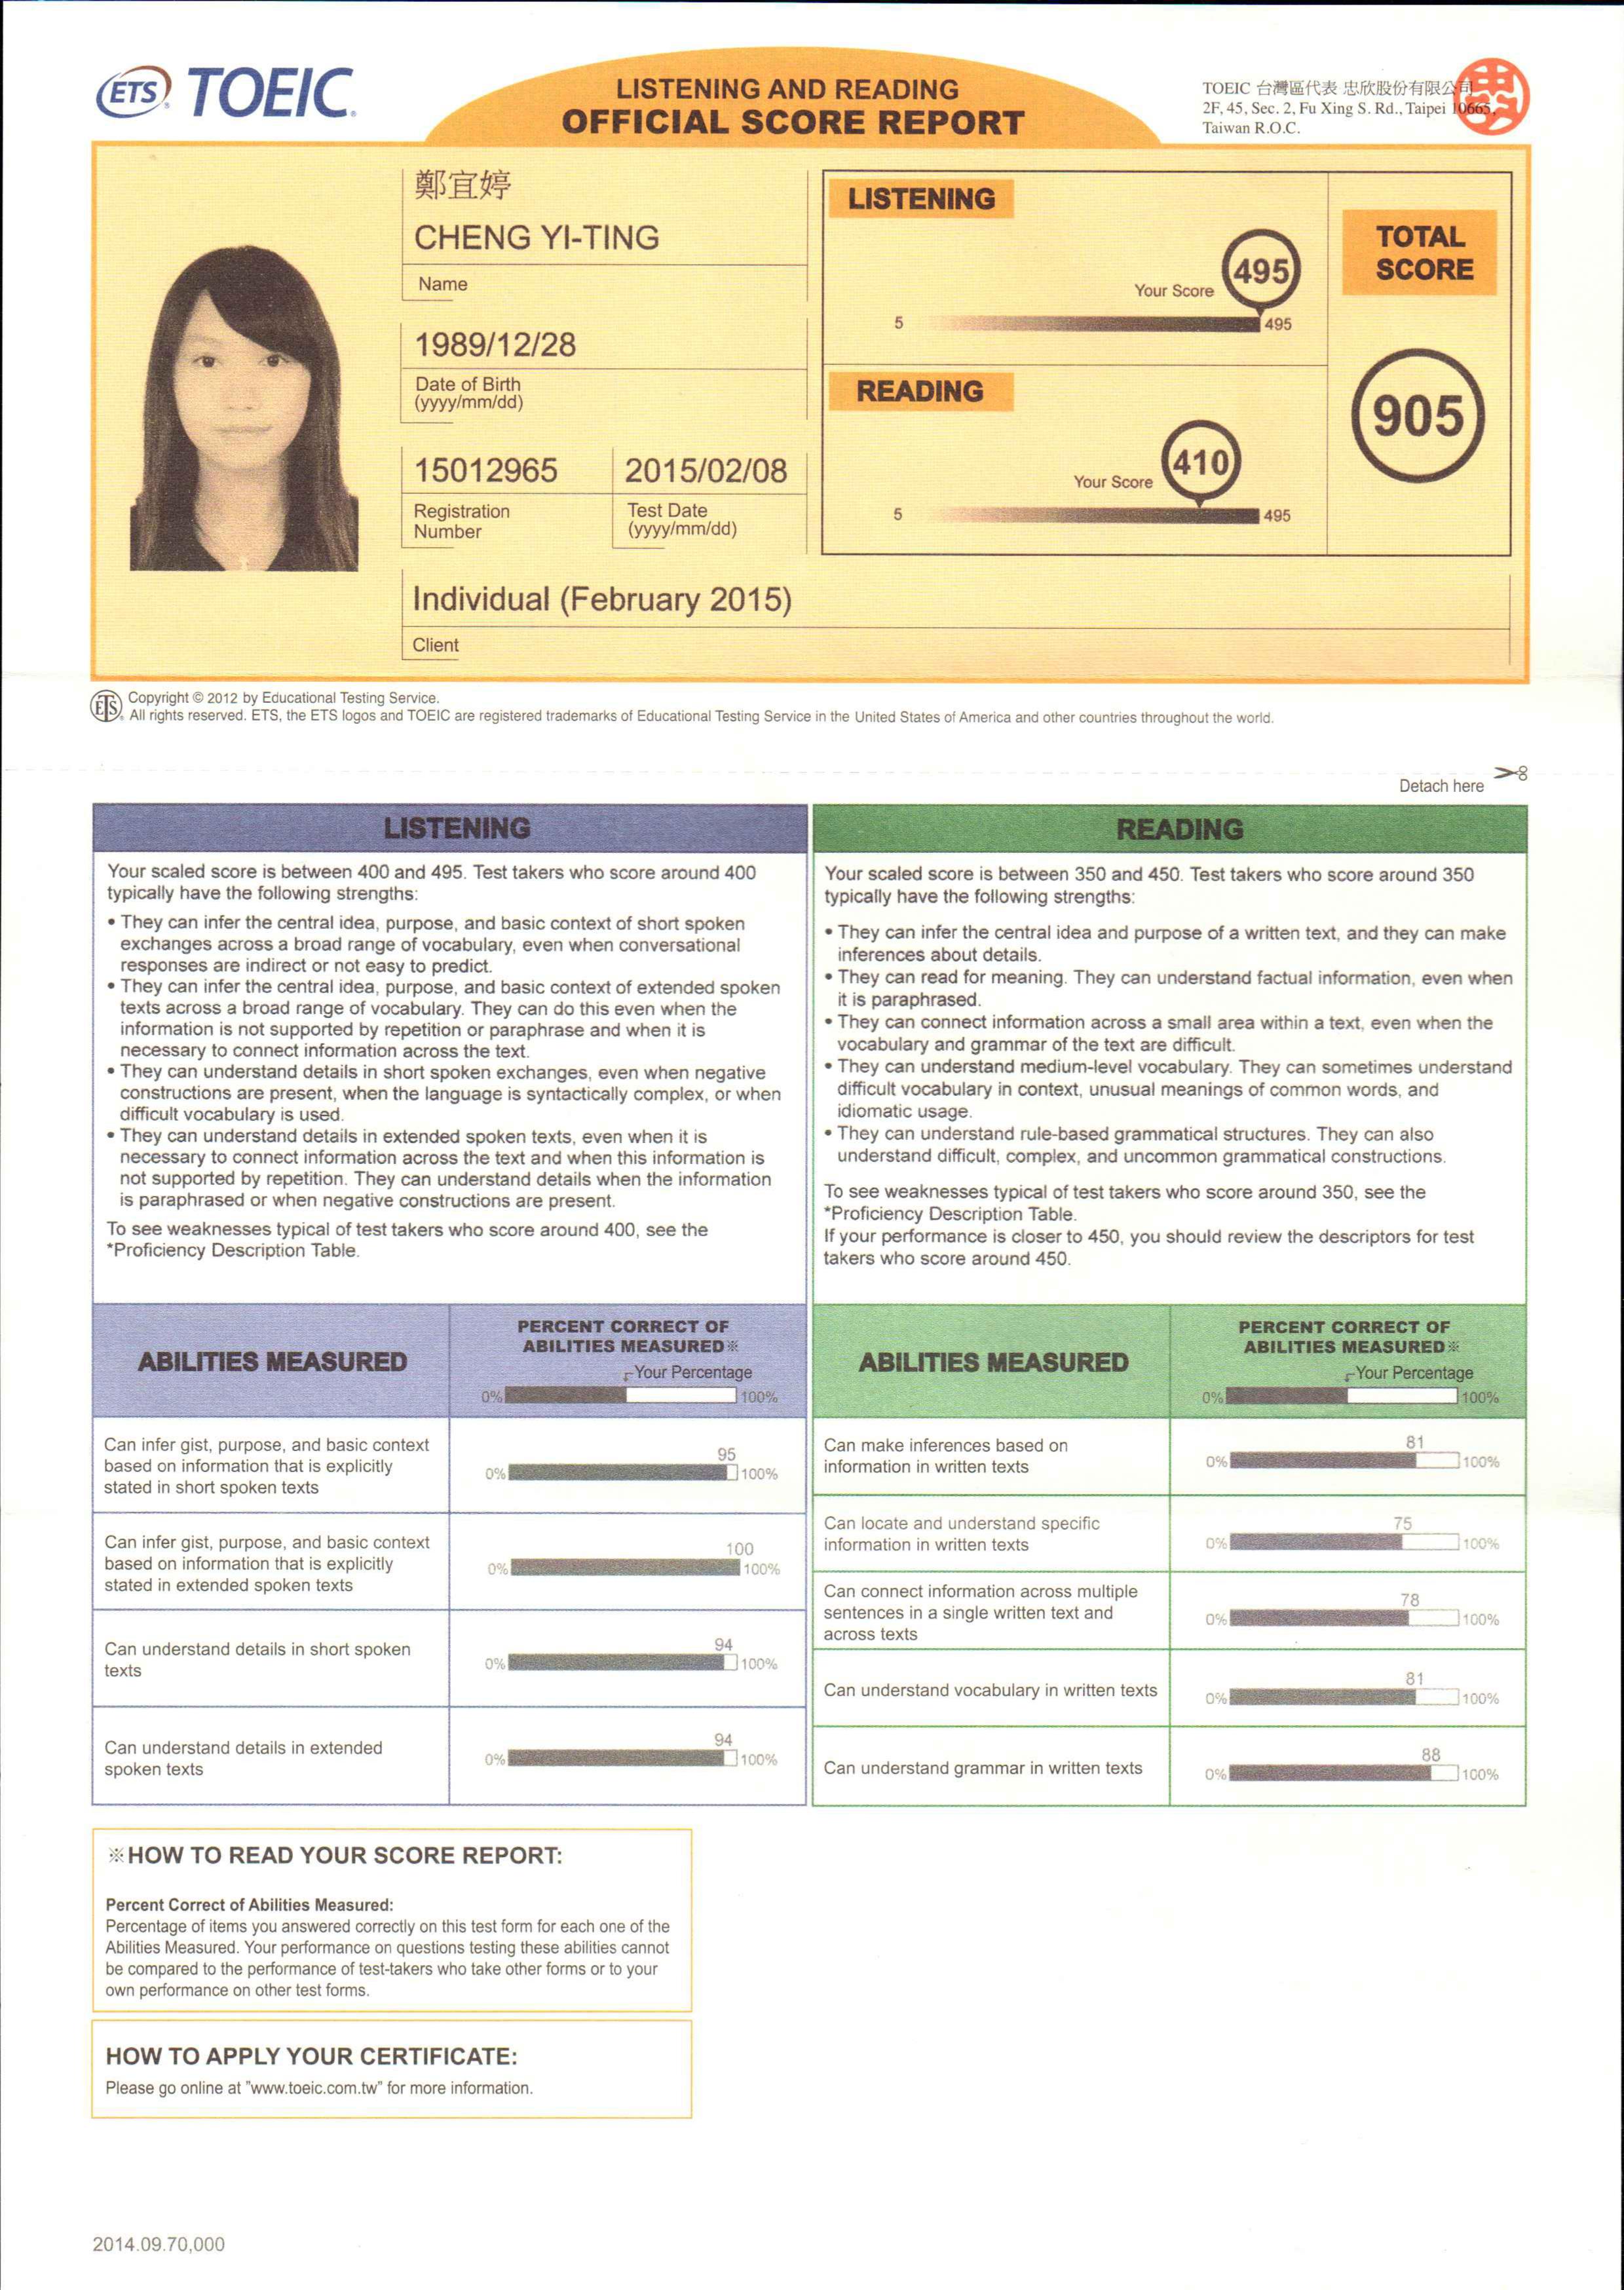 ETS TOEIC®
LISTENING AND READING
OFFICIAL SCORE REPORT
TOEIC 台灣區代表 忠欣股份有限公司
2F, 45, Sec. 2, Fu Xing S. Rd., Taipei 10665,
Taiwan R.O.C.
鄭宜婷
CHENG YI-TING
Name
1989/12/28
Date of Birth
(yyyy/mm/dd)
15012965
Registration
Number
2015/02/08
Test Date
(yyyy/mm/dd)
Individual (February 2015)
Client
LISTENING
495
Your Score
5
495
READING
410
Your Score
5
495
TOTAL
SCORE
905
ETS® Copyright © 2012 by Educational Testing Service.
All rights reserved. ETS, the ETS logos and TOEIC are registered trademarks of Educational Testing Service in the United States of America and other countries throughout the world.
Detach here
LISTENING
Your scaled score is between 400 and 495. Test takers who score around 400
typically have the following strengths:
• They can infer the central idea, purpose, and basic context of short spoken
exchanges across a broad range of vocabulary, even when conversational
responses are indirect or not easy to predict.
• They can infer the central idea, purpose, and basic context of extended spoken
texts across a broad range of vocabulary. They can do this even when the
information is not supported by repetition or paraphrase and when it is
necessary to connect information across the text.
• They can understand details in short spoken exchanges, even when negative
constructions are present, when the language is syntactically complex, or when
difficult vocabulary is used.
• They can understand details in extended spoken texts, even when it is
necessary to connect information across the text and when this information is
not supported by repetition. They can understand details when the information
is paraphrased or when negative constructions are present.
To see weaknesses typical of test takers who score around 400, see the
*Proficiency Description Table.
READING
Your scaled score is between 350 and 450. Test takers who score around 350
typically have the following strengths:
• They can infer the central idea and purpose of a written text, and they can make
inferences about details.
• They can read for meaning. They can understand factual information, even when
it is paraphrased.
• They can connect information across a small area within a text, even when the
vocabulary and grammar of the text are difficult.
• They can understand medium-level vocabulary. They can sometimes understand
difficult vocabulary in context, unusual meanings of common words, and
idiomatic usage.
• They can understand rule-based grammatical structures. They can also
understand difficult, complex, and uncommon grammatical constructions.
To see weaknesses typical of test takers who score around 350, see the
*Proficiency Description Table.
If your performance is closer to 450, you should review the descriptors for test
takers who score around 450.
ABILITIES MEASURED
PERCENT CORRECT OF
ABILITIES MEASURED※
Your Percentage
0% 100%
Can infer gist, purpose, and basic context
based on information that is explicitly
stated in short spoken texts
95
0% 100%
Can infer gist, purpose, and basic context
based on information that is explicitly
stated in extended spoken texts
100
0% 100%
Can understand details in short spoken
texts
94
0% 100%
Can understand details in extended
spoken texts
94
0% 100%
ABILITIES MEASURED
PERCENT CORRECT OF
ABILITIES MEASURED※
Your Percentage
0% 100%
Can make inferences based on
information in written texts
81
0% 100%
Can locate and understand specific
information in written texts
75
0% 100%
Can connect information across multiple
sentences in a single written text and
across texts
78
0% 100%
Can understand vocabulary in written texts
81
0% 100%
Can understand grammar in written texts
88
0% 100%
※HOW TO READ YOUR SCORE REPORT:
Percent Correct of Abilities Measured:
Percentage of items you answered correctly on this test form for each one of the
Abilities Measured. Your performance on questions testing these abilities cannot
be compared to the performance of test-takers who take other forms or to your
own performance on other test forms.
HOW TO APPLY YOUR CERTIFICATE:
Please go online at "www.toeic.com.tw" for more information.
2014.09.70,000